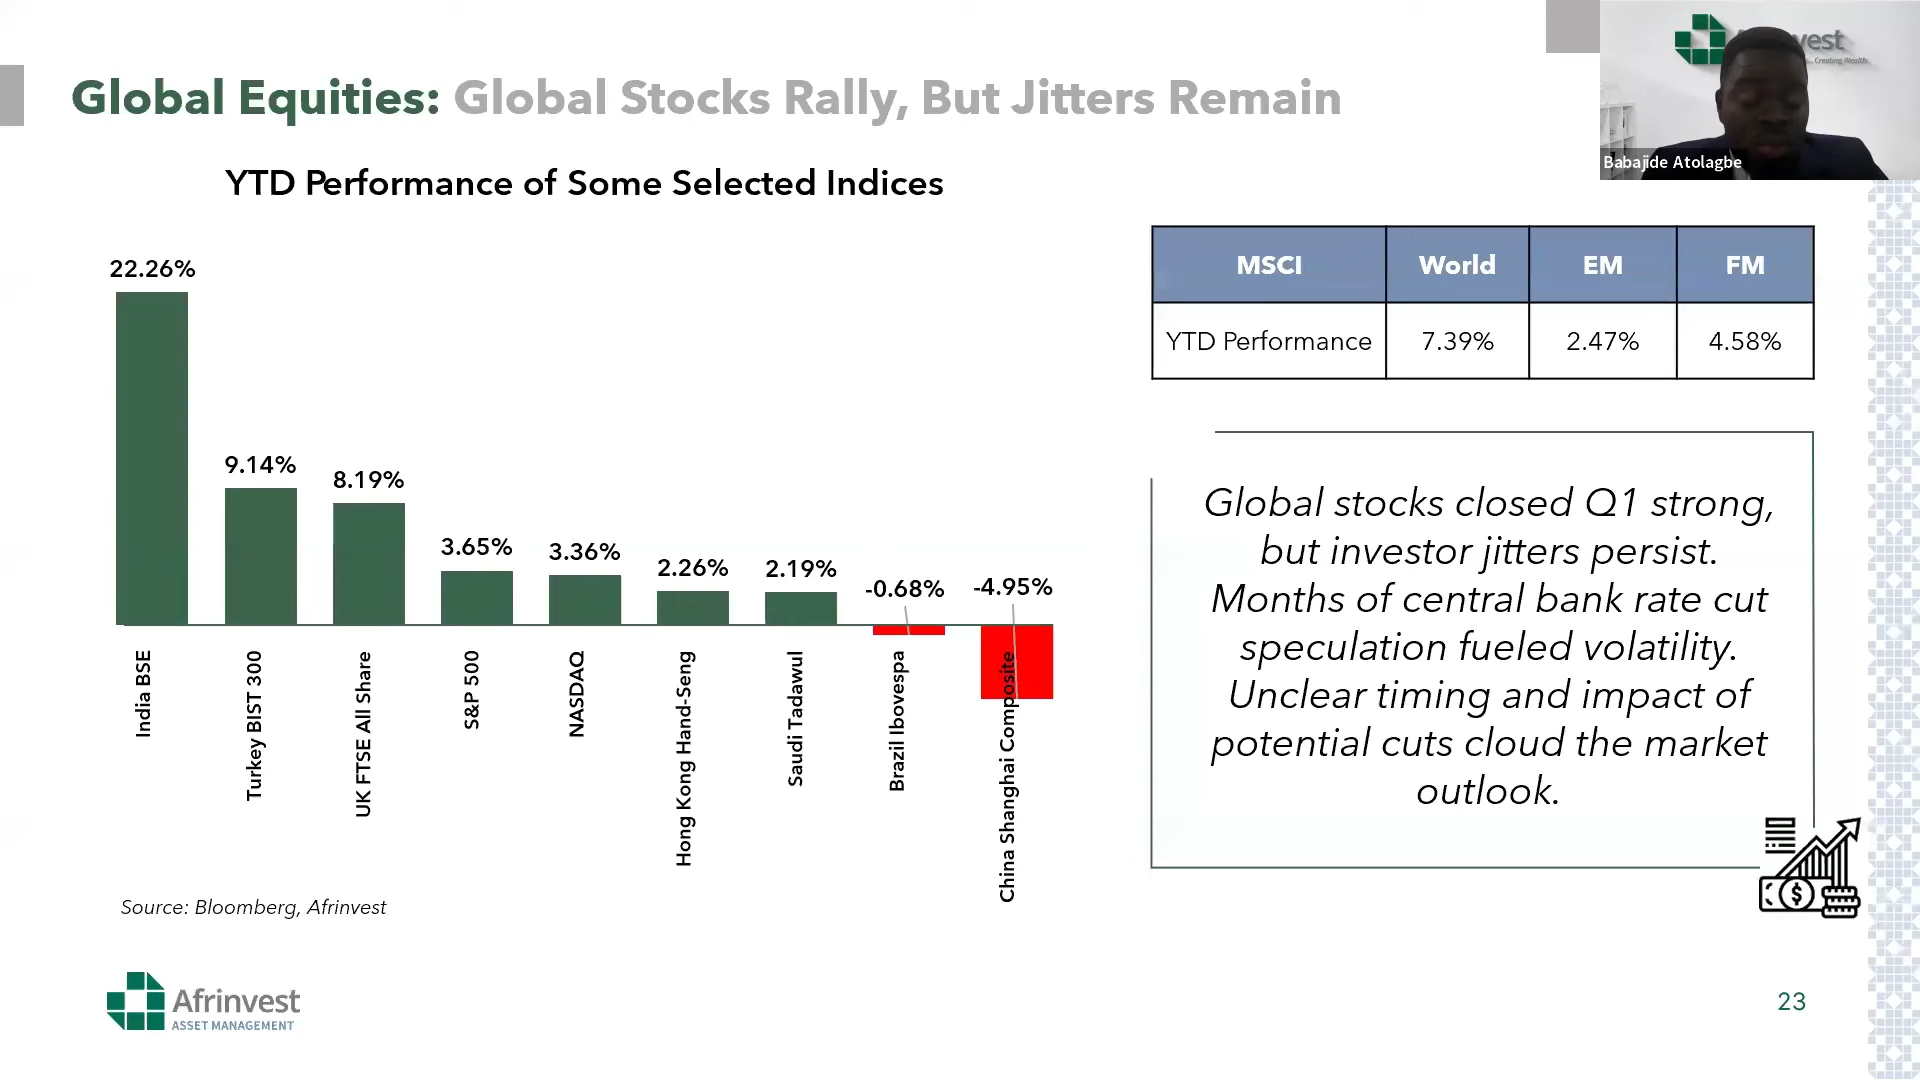 Global Equities: Global Stocks Rally, But Jitters Remain
YTD Performance of Some Selected Indices
22.26%
9.14%
8.19%
3.65%
3.36%
2.26%
2.19%
-0.68%
-4.95%
India BSE
Turkey BIST 300
UK FTSE All Share
S&P 500
NASDAQ
Hong Kong Hand-Seng
Saudi Tadawul
Brazil Ibovespa
China Shanghai Composite
Source: Bloomberg, Afrinvest
Afrinvest
ASSET MANAGEMENT
Creating Wealth
Babajide Atolagbe
MSCI World EM FM
YTD Performance 7.39% 2.47% 4.58%
Global stocks closed Q1 strong,
but investor jitters persist.
Months of central bank rate cut
speculation fueled volatility.
Unclear timing and impact of
potential cuts cloud the market
outlook.
23